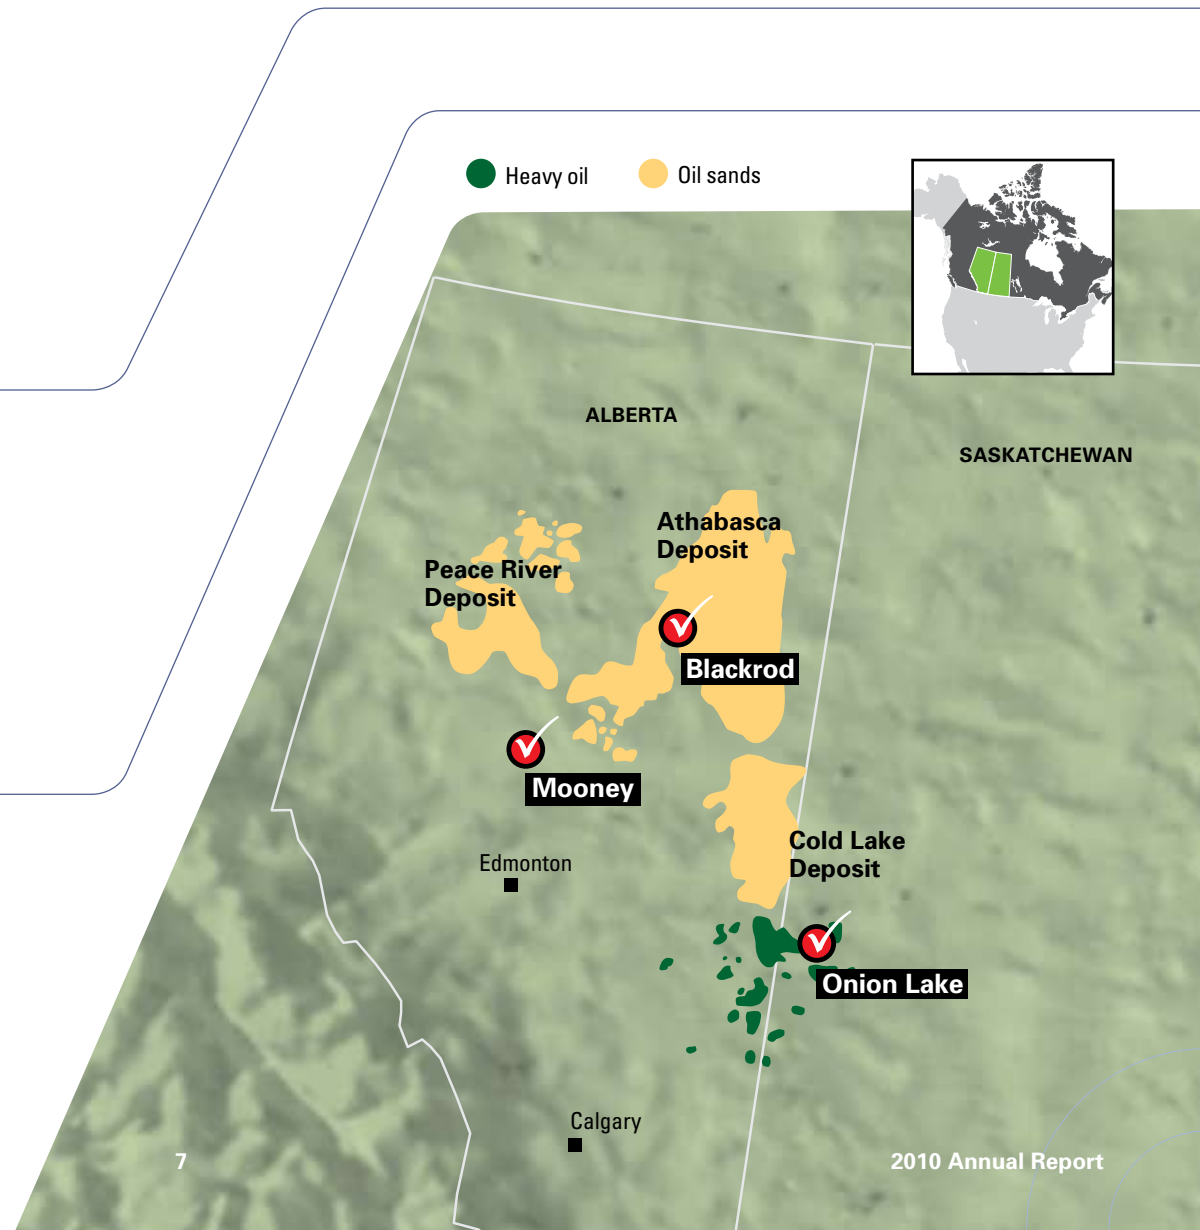 Heavy oil
Oil sands
ALBERTA
SASKATCHEWAN
Athabasca
Deposit
Peace River
Deposit
Blackrod
Mooney
Cold Lake
Deposit
Edmonton
Onion Lake
Calgary
7
2010 Annual Report